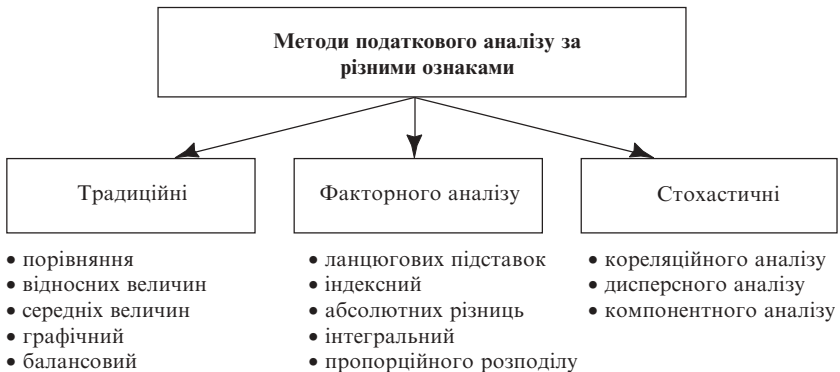 Методи податкового аналізу за
різними ознаками
Традиційні
• порівняння
• відносних величин
• середніх величин
• графічний
• балансовий
Факторного аналізу
• ланцюгових підставок
• індексний
• абсолютних різниць
• інтегральний
• пропорційного розподілу
Стохастичні
• кореляційного аналізу
• дисперсного аналізу
• компонентного аналізу